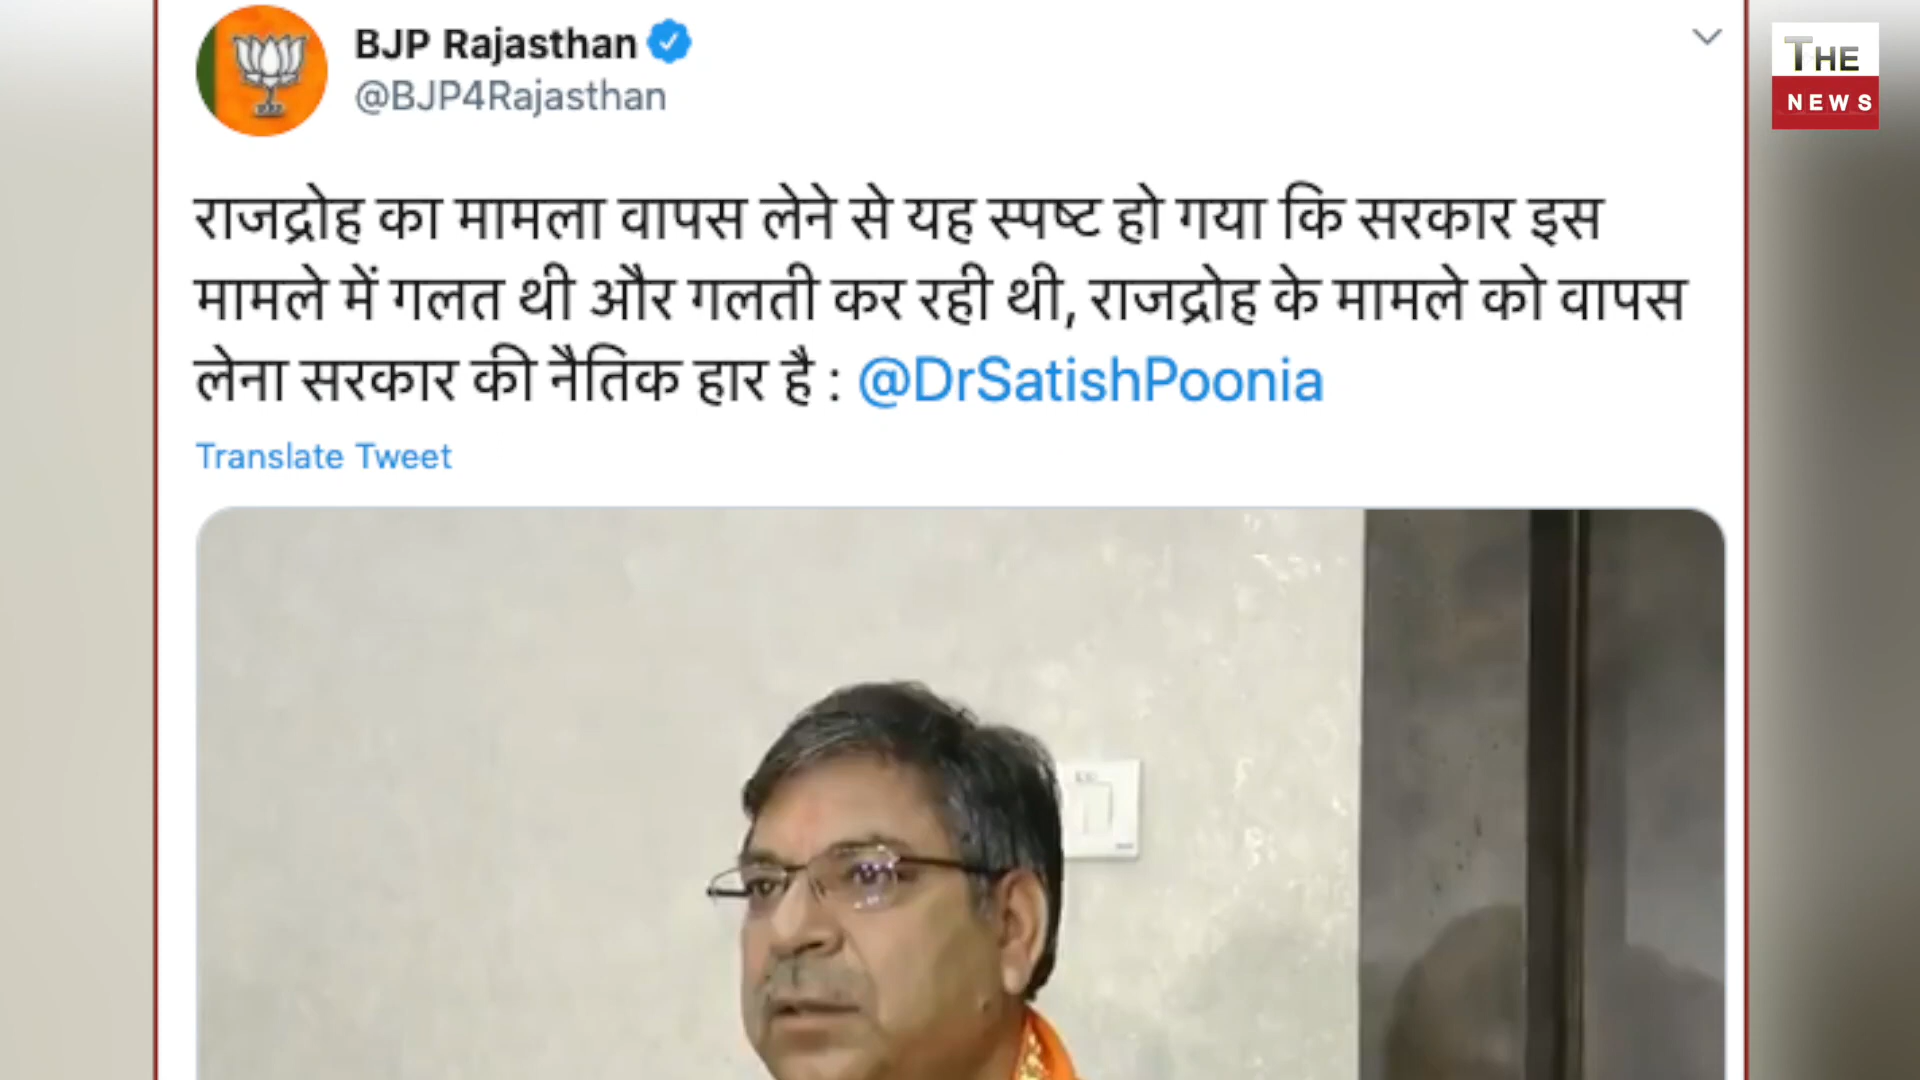 BJP Rajasthan
@BJP4Rajasthan
THE
NEWS
राजद्रोह का मामला वापस लेने से यह स्पष्ट हो गया कि सरकार इस
मामले में गलत थी और गलती कर रही थी, राजद्रोह के मामले को वापस
लेना सरकार की नैतिक हार है : @DrSatishPoonia
Translate Tweet